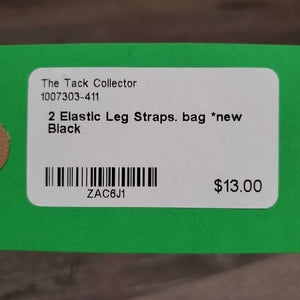 The Tack Collector
1007303-411
2 Elastic Leg Straps. bag *new
Black
ZAC6J1
$13.00